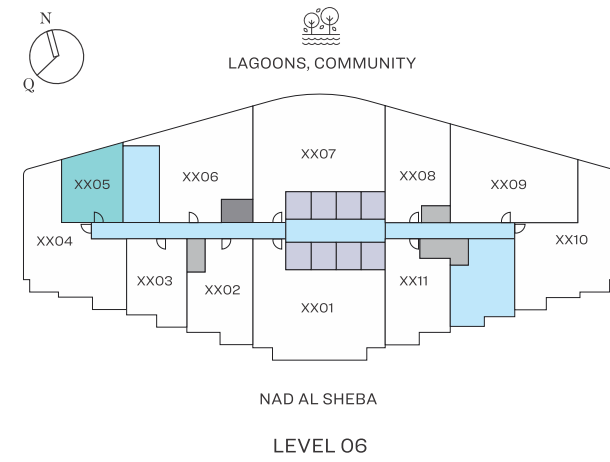 N
Q
LAGOONS, COMMUNITY
XX07
XX05
XX06
XX08
XX09
XX04
XX10
XX03
XX02
XX01
XX11
NAD AL SHEBA
LEVEL 06